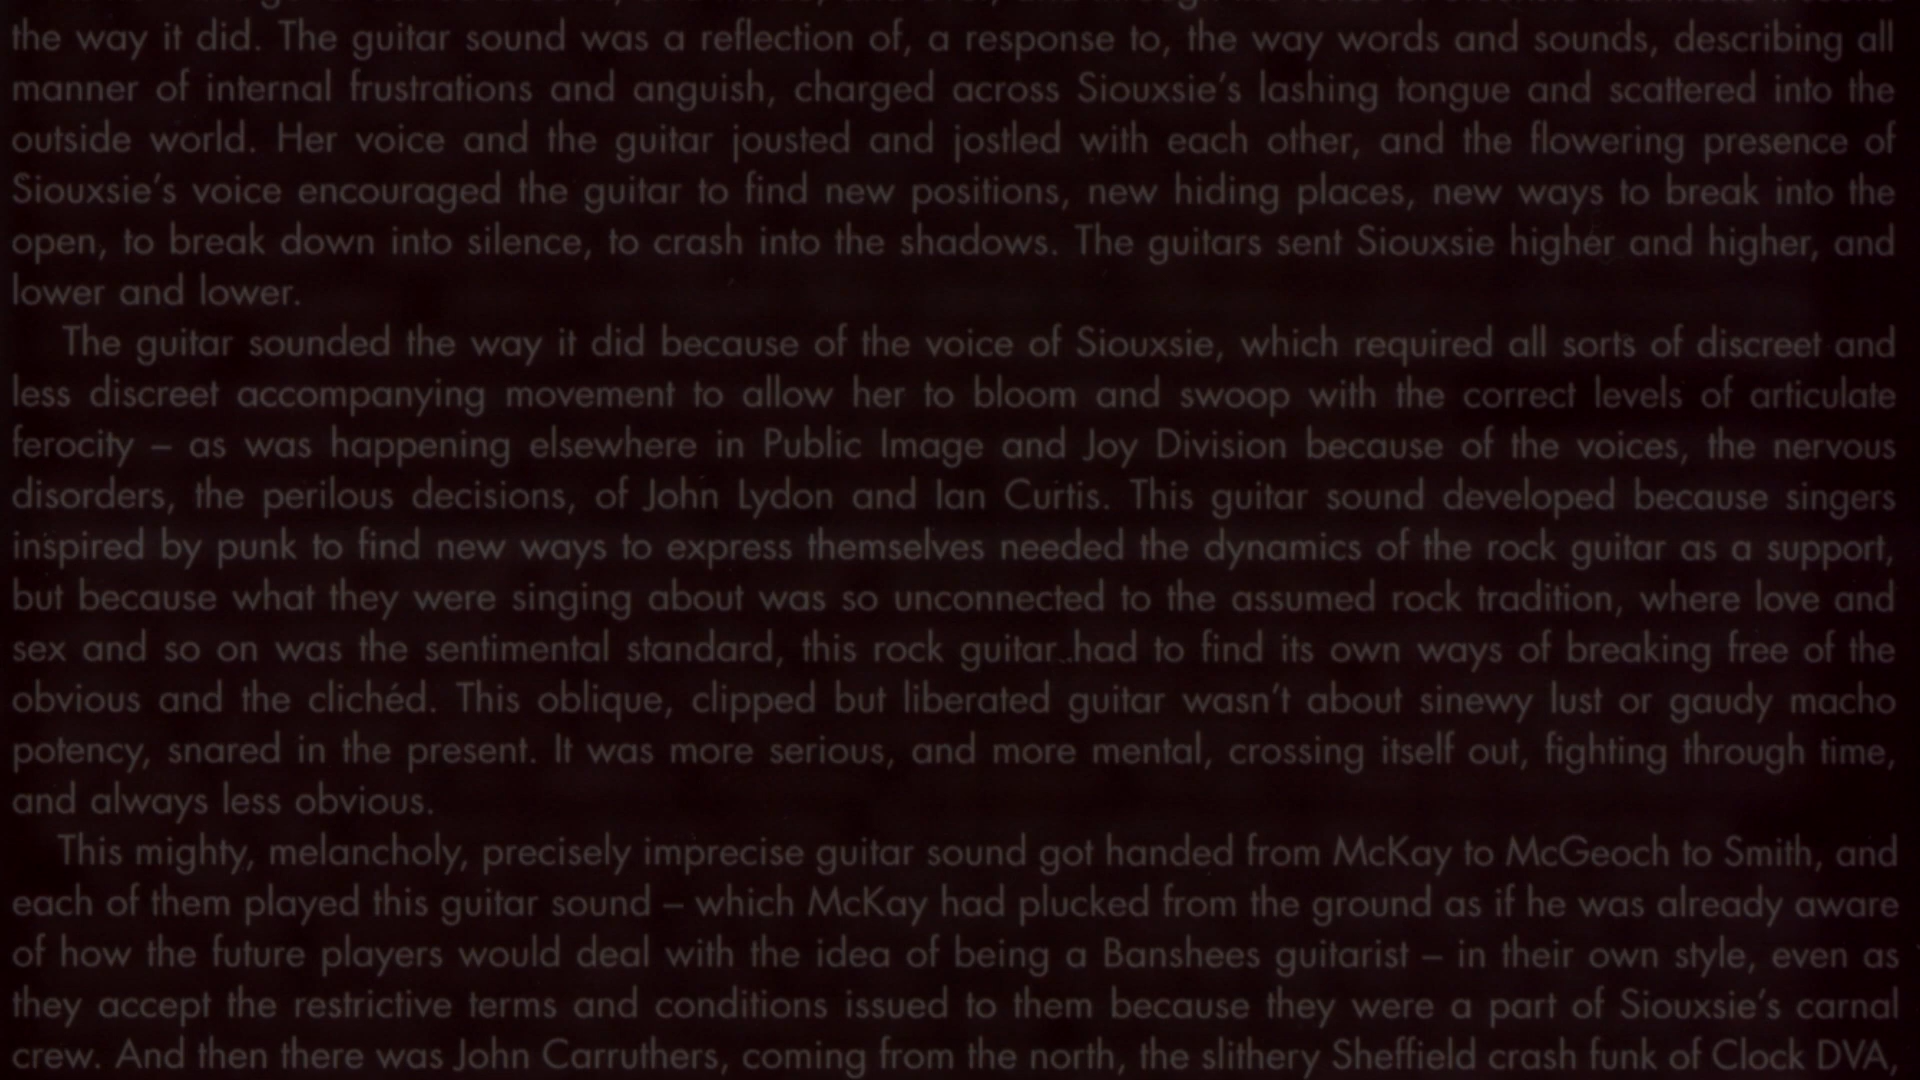 the way it did. The guitar sound was a reflection of, a response to, the way words and sounds, describing all
manner of internal frustrations and anguish, charged across Siouxsie's lashing tongue and scattered into the
outside world. Her voice and the guitar jousted and jostled with each other, and the flowering presence of
Siouxsie's voice encouraged the guitar to find new positions, new hiding places, new ways to break into the
open, to break down into silence, to crash into the shadows. The guitars sent Siouxsie higher and higher, and
lower and lower.
The guitar sounded the way it did because of the voice of Siouxsie, which required all sorts of discreet and
less discreet accompanying movement to allow her to bloom and swoop with the correct levels of articulate
ferocity – as was happening elsewhere in Public Image and Joy Division because of the voices, the nervous
disorders, the perilous decisions, of John Lydon and Ian Curtis. This guitar sound developed because singers
inspired by punk to find new ways to express themselves needed the dynamics of the rock guitar as a support,
but because what they were singing about was so unconnected to the assumed rock tradition, where love and
sex and so on was the sentimental standard, this rock guitar had to find its own ways of breaking free of the
obvious and the clichéd. This oblique, clipped but liberated guitar wasn't about sinewy lust or gaudy macho
potency, snared in the present. It was more serious, and more mental, crossing itself out, fighting through time,
and always less obvious.
This mighty, melancholy, precisely imprecise guitar sound got handed from McKay to McGeoch to Smith, and
each of them played this guitar sound – which McKay had plucked from the ground as if he was already aware
of how the future players would deal with the idea of being a Banshees guitarist – in their own style, even as
they accept the restrictive terms and conditions issued to them because they were a part of Siouxsie's carnal
crew. And then there was John Carruthers, coming from the north, the slithery Sheffield crash funk of Clock DVA,